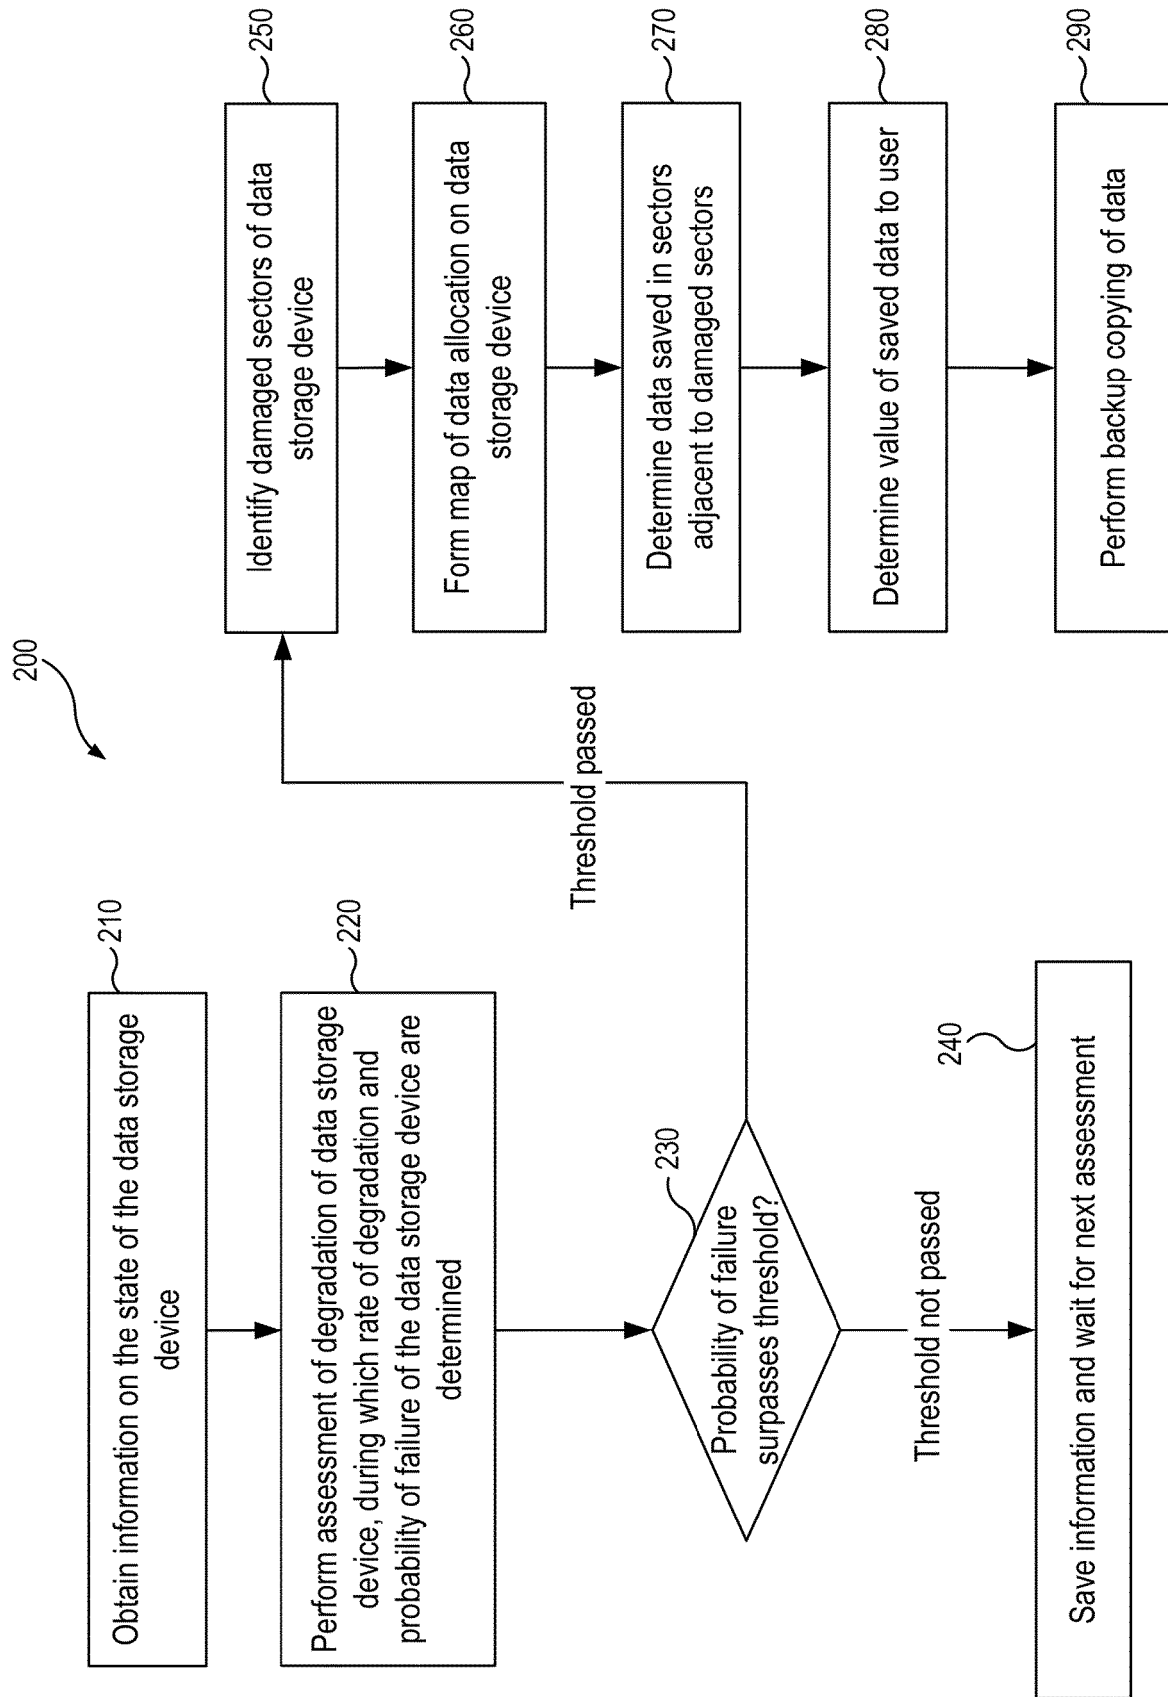 200
210
Obtain information on the state of the data storage
device
220
Perform assessment of degradation of data storage
device, during which rate of degradation and
probability of failure of the data storage device are
determined
230
Probability of failure
surpasses threshold?
Threshold not passed
240
Save information and wait for next assessment
Threshold passed
250
Identify damaged sectors of data
storage device
260
Form map of data allocation on data
storage device
270
Determine data saved in sectors
adjacent to damaged sectors
280
Determine value of saved data to user
290
Perform backup copying of data